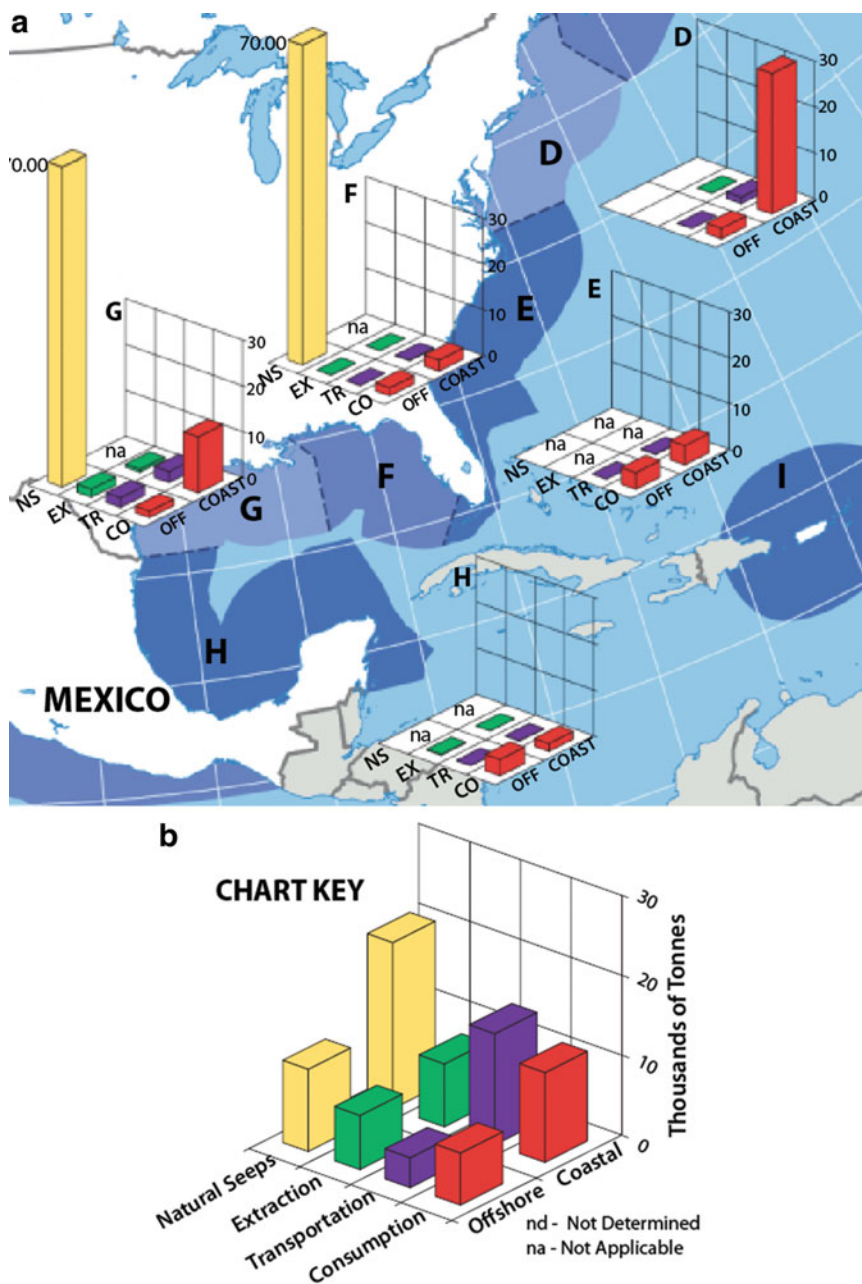 a
70.00
D
30
20
10
0
OFF
COAST
D
F
30
20
10
0
na
NS
EX
TR
CO
OFF
COAST
70.00
G
30
20
10
0
na
NS
EX
TR
CO
OFF
COAST
E
E
30
20
10
0
na
na
na
na
NS
EX
TR
CO
OFF
COAST
F
G
I
H
H
na
na
NS
EX
TR
CO
OFF
COAST
MEXICO
b
CHART KEY
30
20
10
0
Thousands of Tonnes
Natural Seeps
Extraction
Transportation
Consumption
Offshore
Coastal
nd - Not Determined
na - Not Applicable